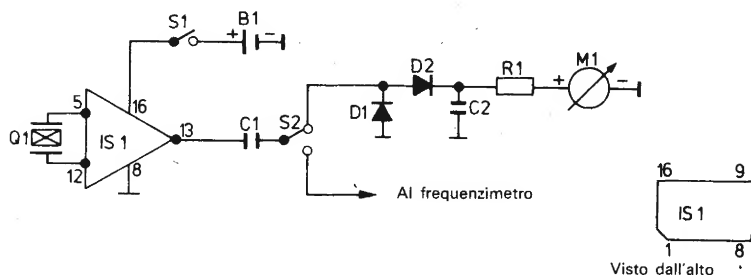 S1
B1
+
-
16
5
Q1
IS 1
12
8
13
C1
S2
D2
D1
C2
R1
+
M1
-
Al frequenzimetro
16
9
IS 1
1
8
Visto dall'alto